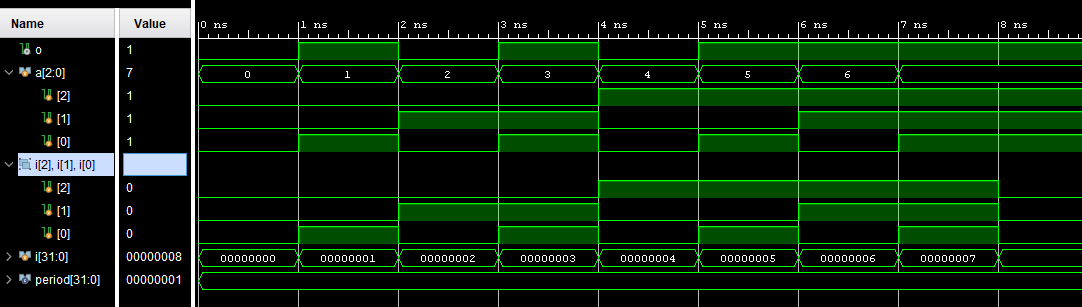 Name Value 0 ns 1 ns 2 ns 3 ns 4 ns 5 ns 6 ns 7 ns 8 ns
o 1
a[2:0] 7 0 1 2 3 4 5 6
[2] 1
[1] 1
[0] 1
i[2], i[1], i[0]
[2] 0
[1] 0
[0] 0
i[31:0] 00000008 00000000 00000001 00000002 00000003 00000004 00000005 00000006 00000007
period[31:0] 00000001